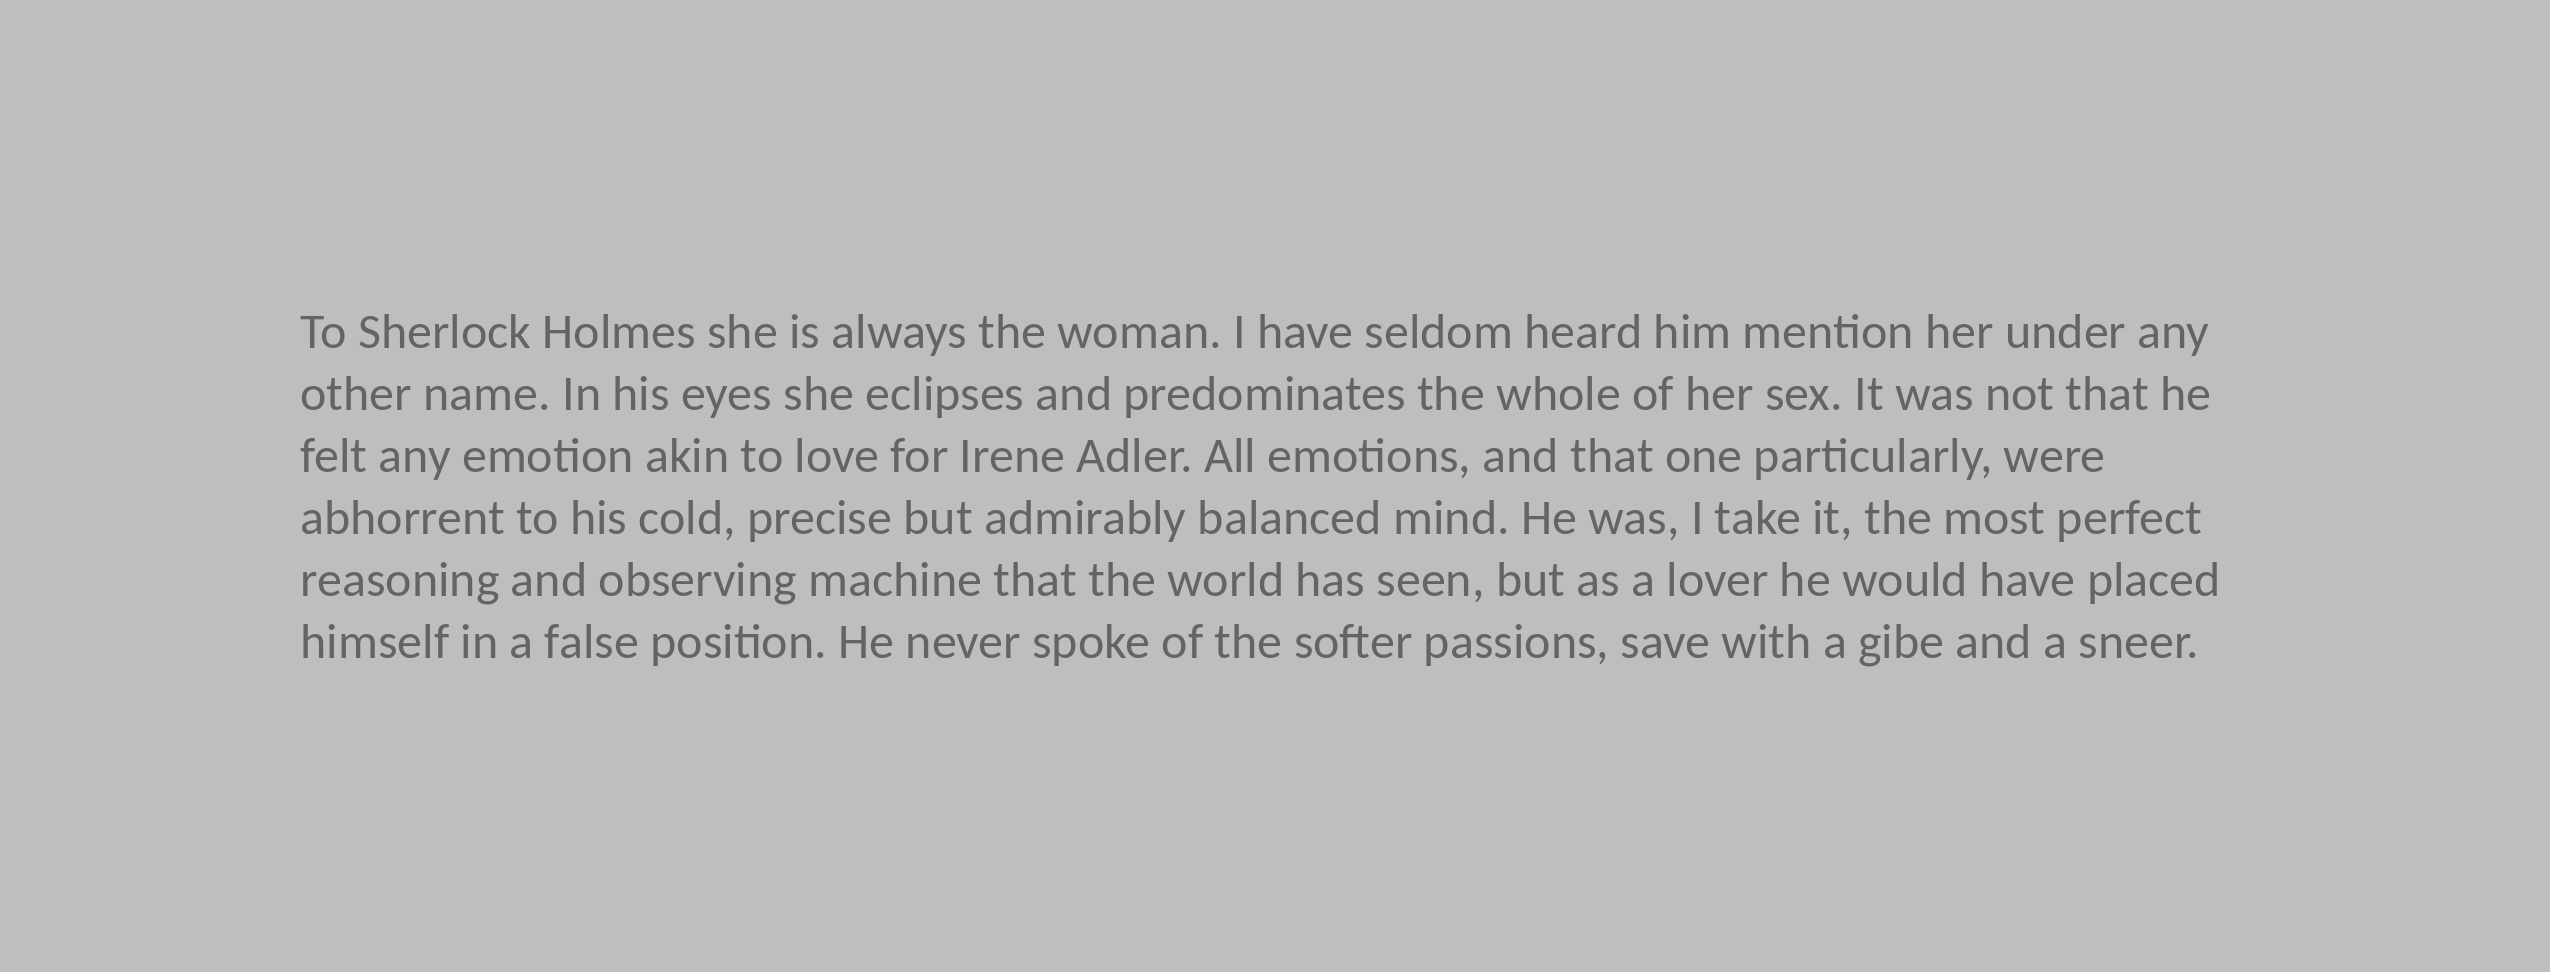 To Sherlock Holmes she is always the woman. I have seldom heard him mention her under any
other name. In his eyes she eclipses and predominates the whole of her sex. It was not that he
felt any emotion akin to love for Irene Adler. All emotions, and that one particularly, were
abhorrent to his cold, precise but admirably balanced mind. He was, I take it, the most perfect
reasoning and observing machine that the world has seen, but as a lover he would have placed
himself in a false position. He never spoke of the softer passions, save with a gibe and a sneer.